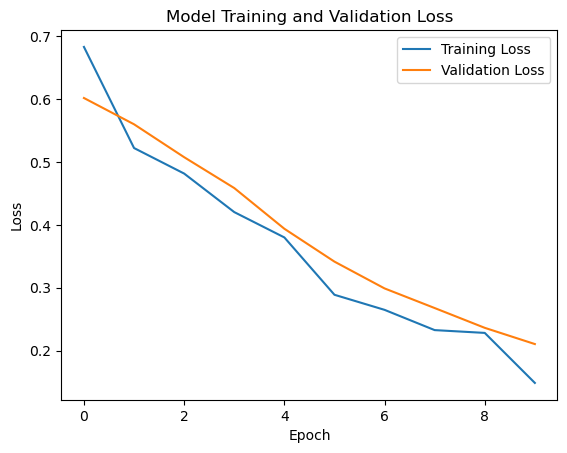 Model Training and Validation Loss
Training Loss
Validation Loss
0.7
0.6
0.5
0.4
0.3
0.2
Loss
0 2 4 6 8
Epoch